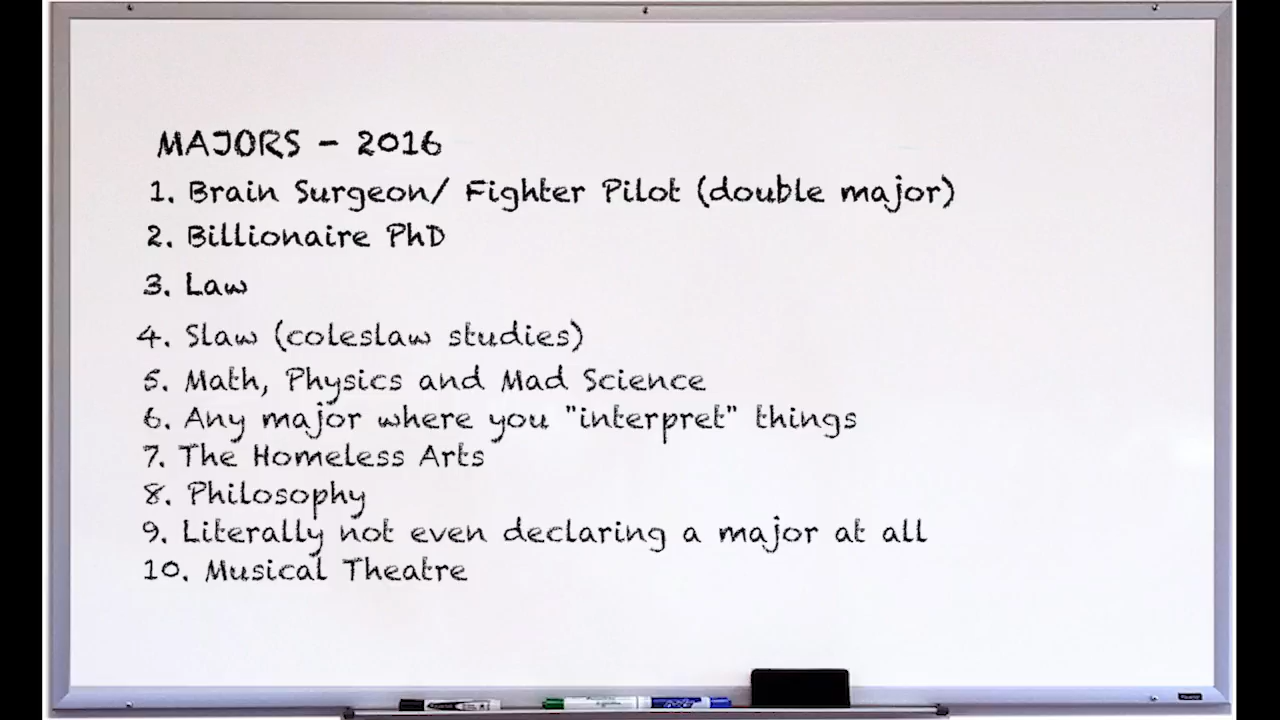 MAJORS - 2016
1. Brain Surgeon/ Fighter Pilot (double major)
2. Billionaire PhD
3. Law
4. Slaw (coleslaw studies)
5. Math, Physics and Mad Science
6. Any major where you "interpret" things
7. The Homeless Arts
8. Philosophy
9. Literally not even declaring a major at all
10. Musical Theatre